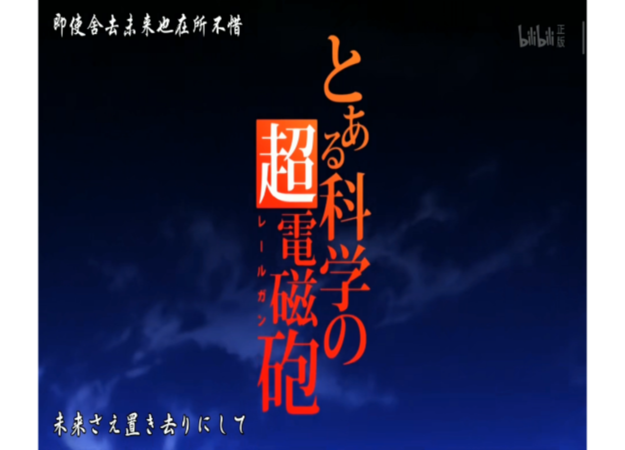 即使舍去未来也在所不惜
bilibili
とある科学の
超電磁砲
レールガン
未来さえ置き去りにして